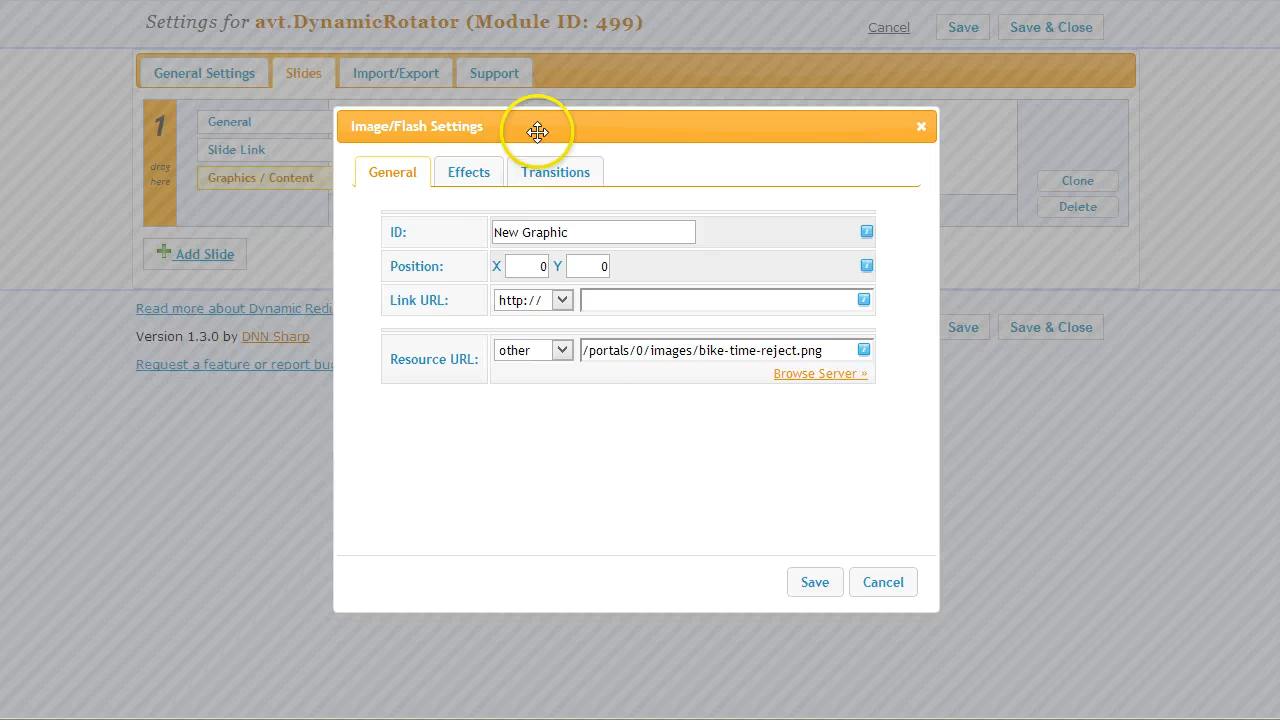 Settings for avt.DynamicRotator (Module ID: 499)
Cancel Save Save & Close
General Settings Slides Import/Export Support
1
drag
here
General
Slide Link
Graphics / Content
Clone
Delete
Add Slide
Read more about Dynamic Redi
Version 1.3.0 by DNN Sharp
Request a feature or report bug
Save Save & Close
Image/Flash Settings
General Effects Transitions
ID: New Graphic
Position: X 0 Y 0
Link URL: http://
Resource URL: other /portals/0/images/bike-time-reject.png
Browse Server »
Save Cancel